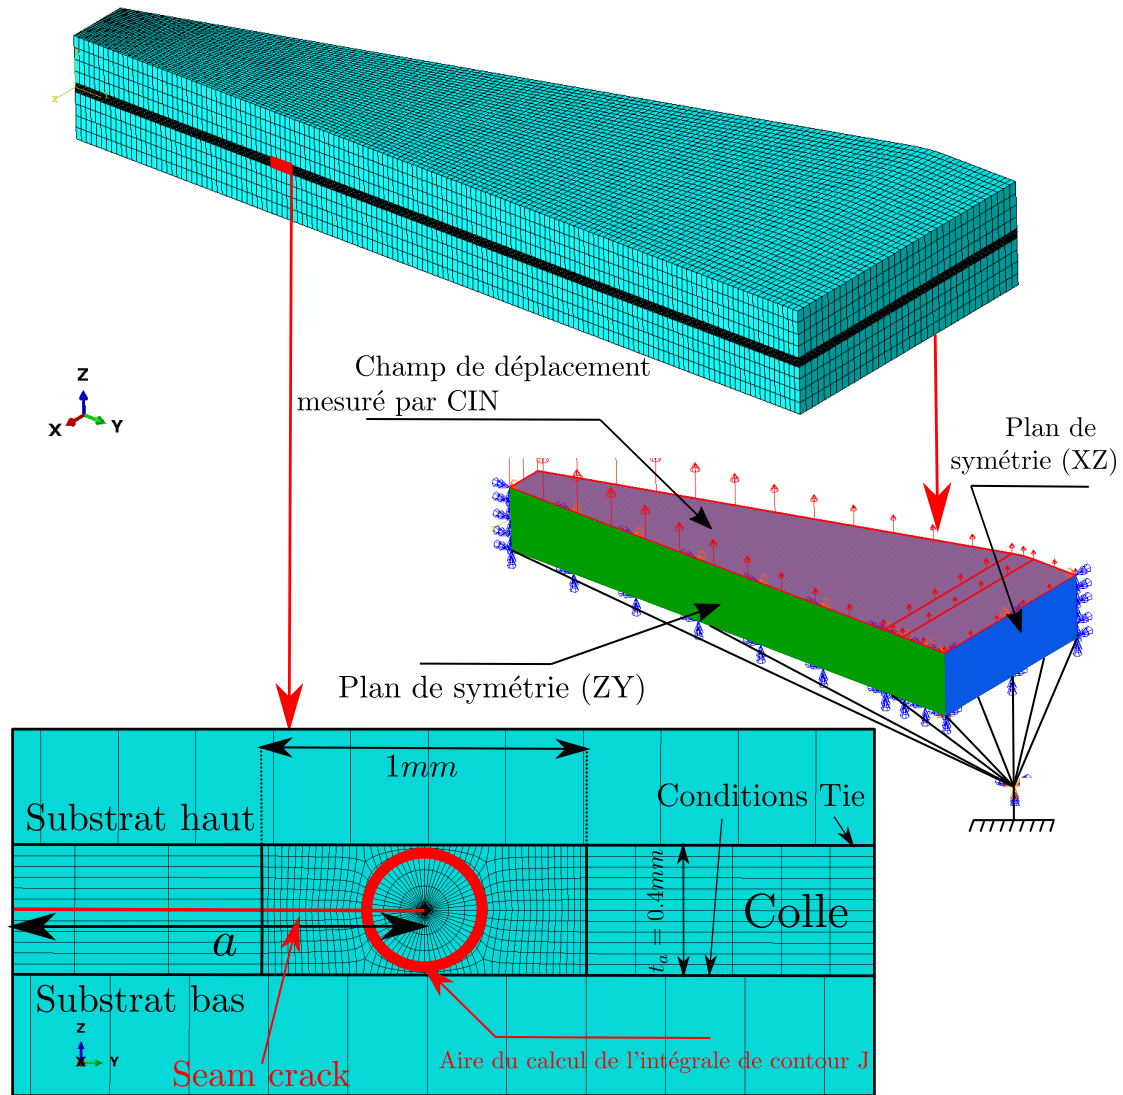 x
Z
X
Y
Champ de déplacement
mesuré par CIN
Plan de
symétrie (XZ)
Plan de symétrie (ZY)
1mm
Substrat haut
Conditions Tie
t_a = 0.4mm
Colle
a
Substrat bas
Z
X
Y
Seam crack
Aire du calcul de l'intégrale de contour J